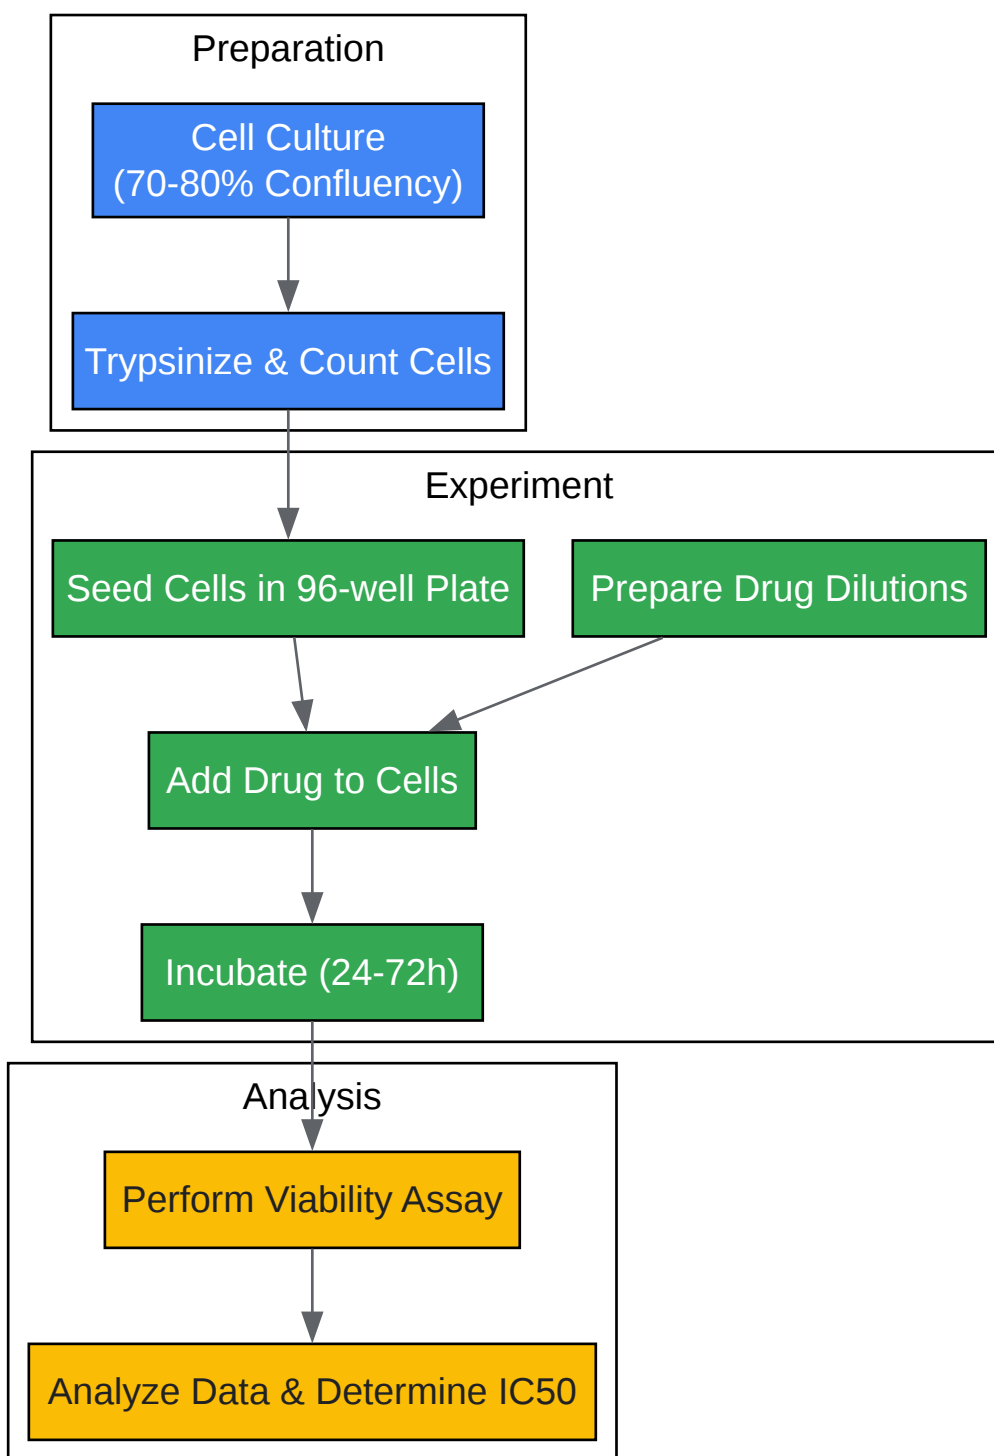 Preparation
Cell Culture
(70-80% Confluency)
Trypsinize & Count Cells
Experiment
Seed Cells in 96-well Plate
Prepare Drug Dilutions
Add Drug to Cells
Incubate (24-72h)
Analysis
Perform Viability Assay
Analyze Data & Determine IC50